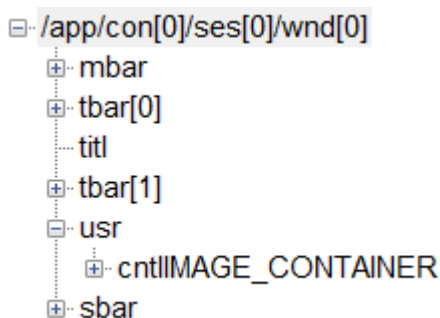 /app/con[0]/ses[0]/wnd[0]
mbar
tbar[0]
titl
tbar[1]
usr
cntlIMAGE_CONTAINER
sbar